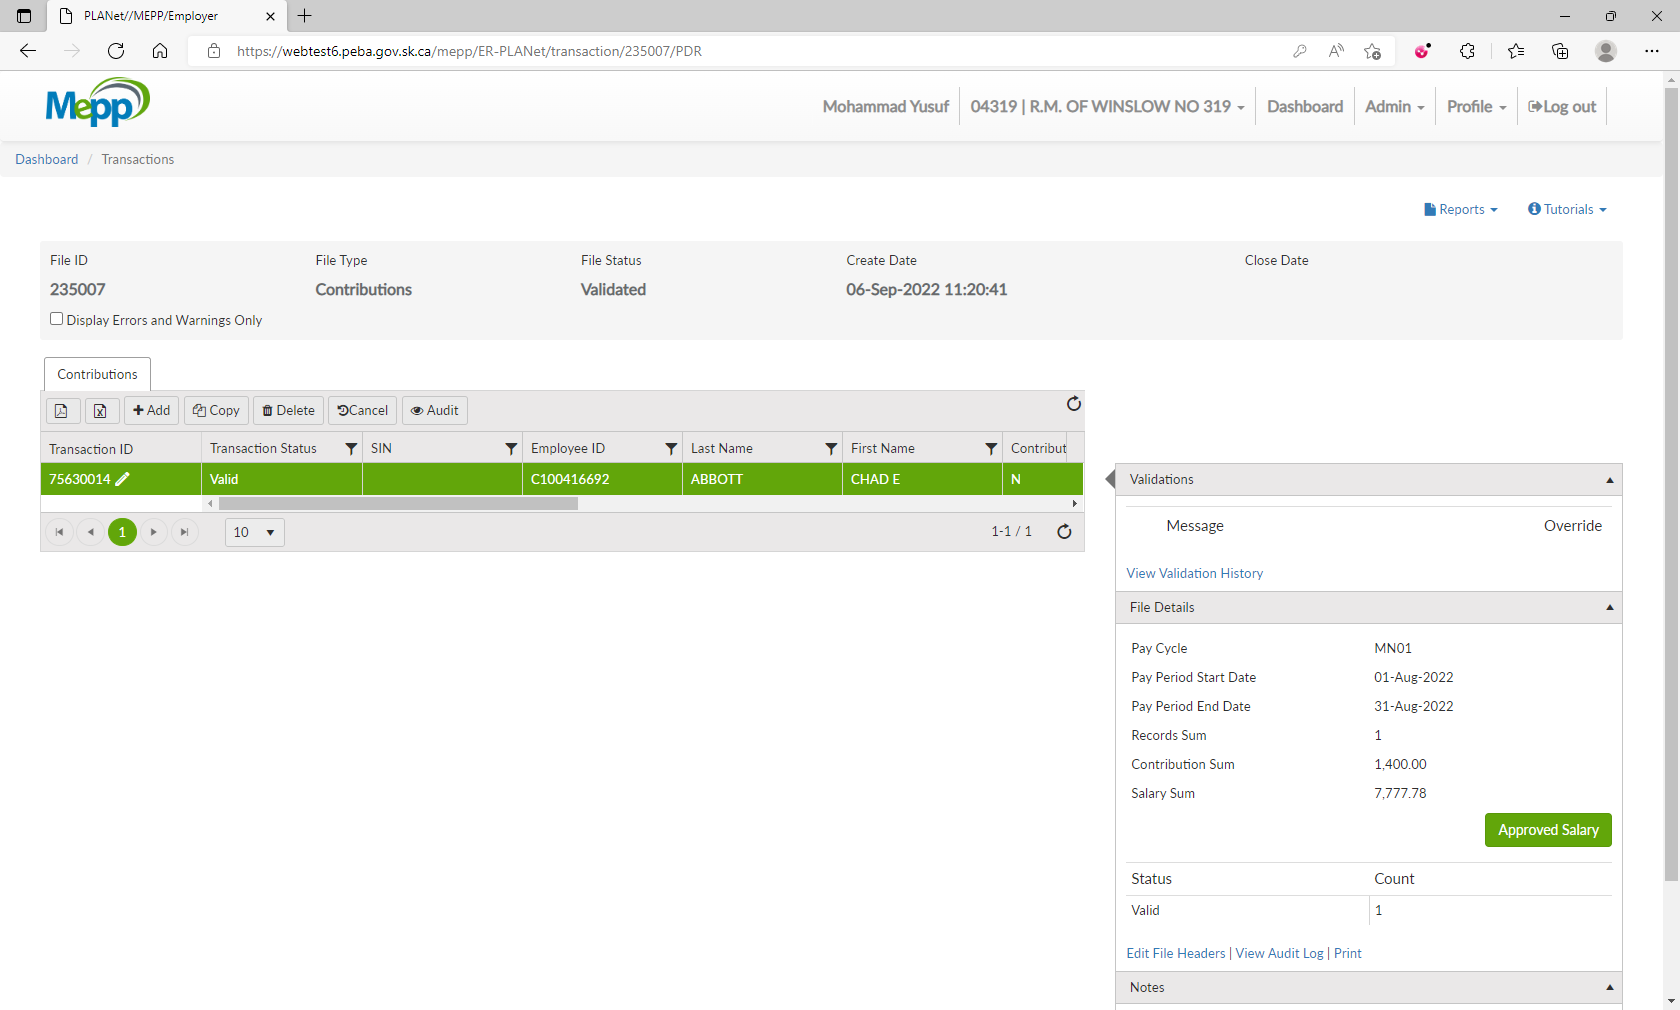 PLANet//MEPP/Employer
https://webtest6.peba.gov.sk.ca/mepp/ER-PLANet/transaction/235007/PDR
Mepp
Mohammad Yusuf
04319 | R.M. OF WINSLOW NO 319
Dashboard
Admin
Profile
Log out
Dashboard / Transactions
Reports
Tutorials
File ID
File Type
File Status
Create Date
Close Date
235007
Contributions
Validated
06-Sep-2022 11:20:41
Display Errors and Warnings Only
Contributions
Add
Copy
Delete
Cancel
Audit
Transaction ID
Transaction Status
SIN
Employee ID
Last Name
First Name
Contribut
75630014
Valid
C100416692
ABBOTT
CHAD E
N
1
10
1-1 / 1
Validations
Message
Override
View Validation History
File Details
Pay Cycle
MN01
Pay Period Start Date
01-Aug-2022
Pay Period End Date
31-Aug-2022
Records Sum
1
Contribution Sum
1,400.00
Salary Sum
7,777.78
Approved Salary
Status
Count
Valid
1
Edit File Headers | View Audit Log | Print
Notes